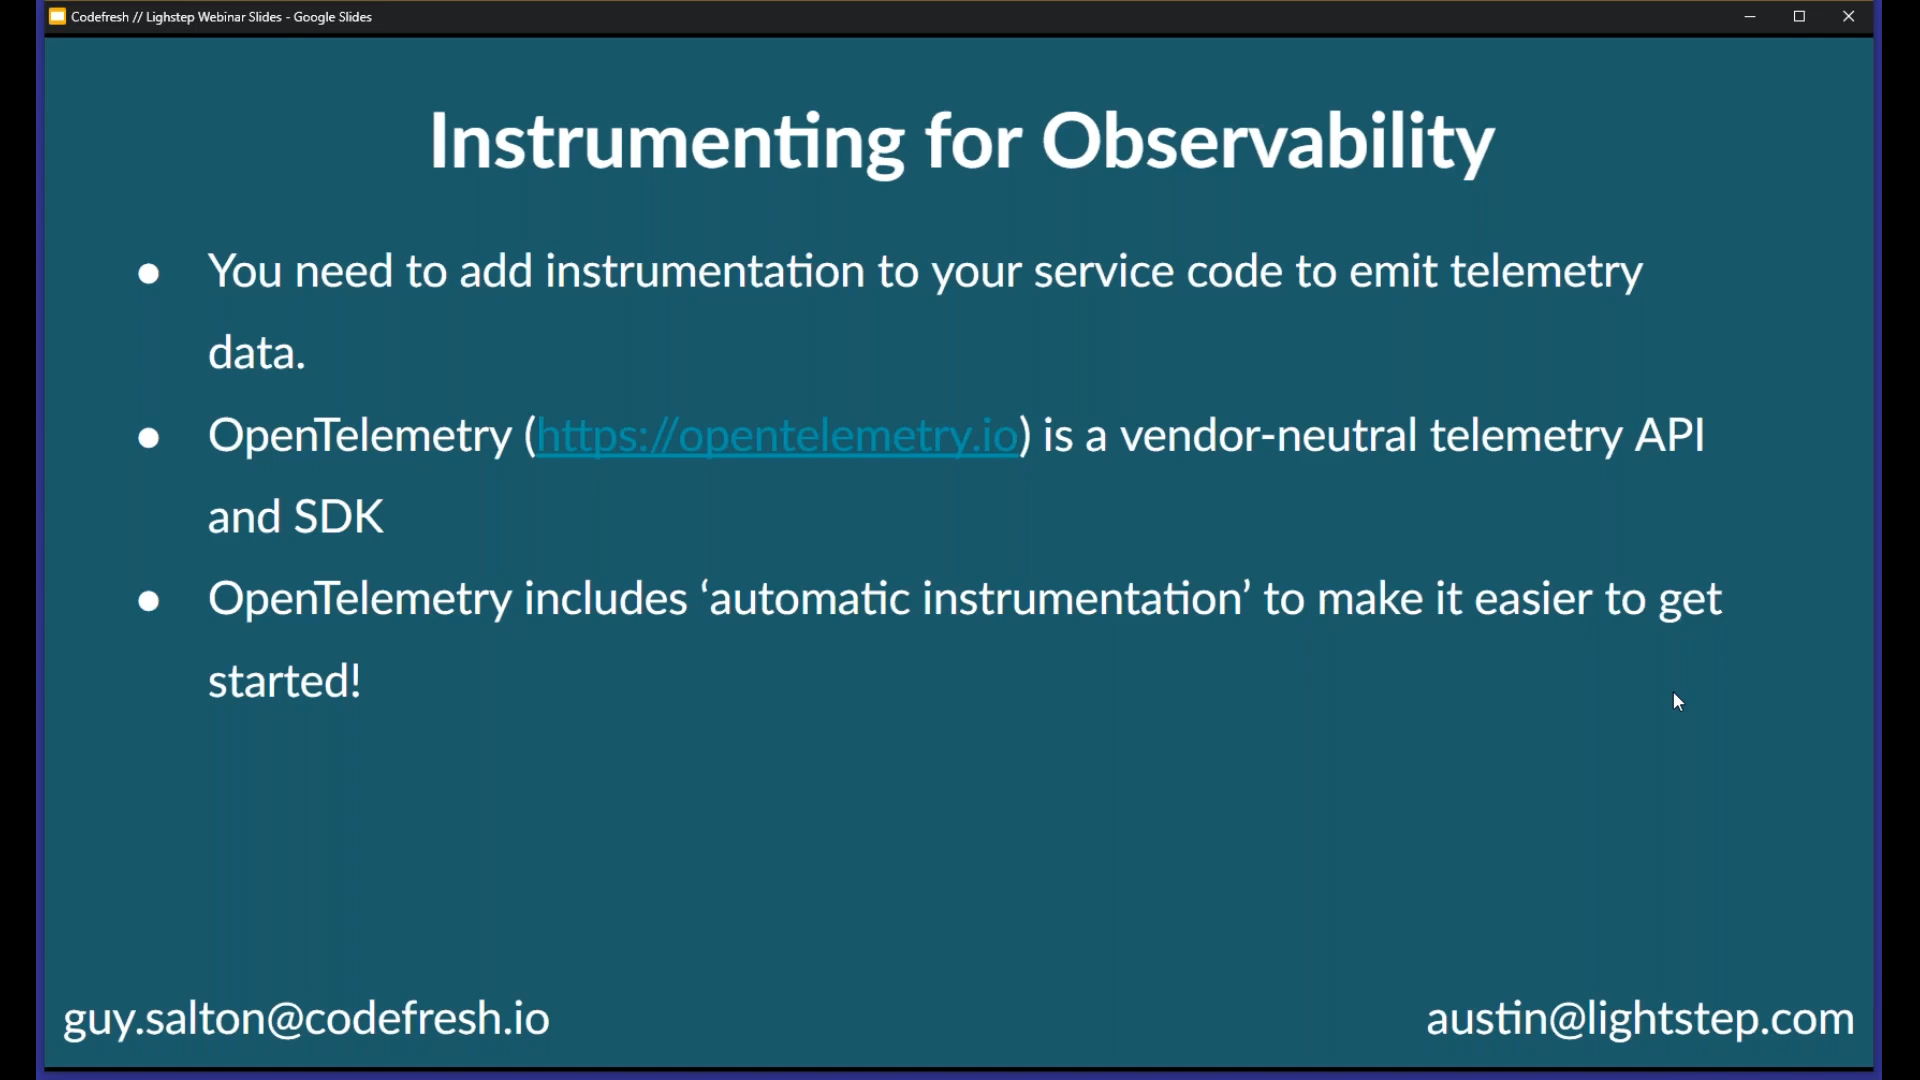 Codefresh // Lighstep Webinar Slides - Google Slides
Instrumenting for Observability
● You need to add instrumentation to your service code to emit telemetry
data.
● OpenTelemetry (https://opentelemetry.io) is a vendor-neutral telemetry API
and SDK
● OpenTelemetry includes ‘automatic instrumentation’ to make it easier to get
started!
guy.salton@codefresh.io
austin@lightstep.com